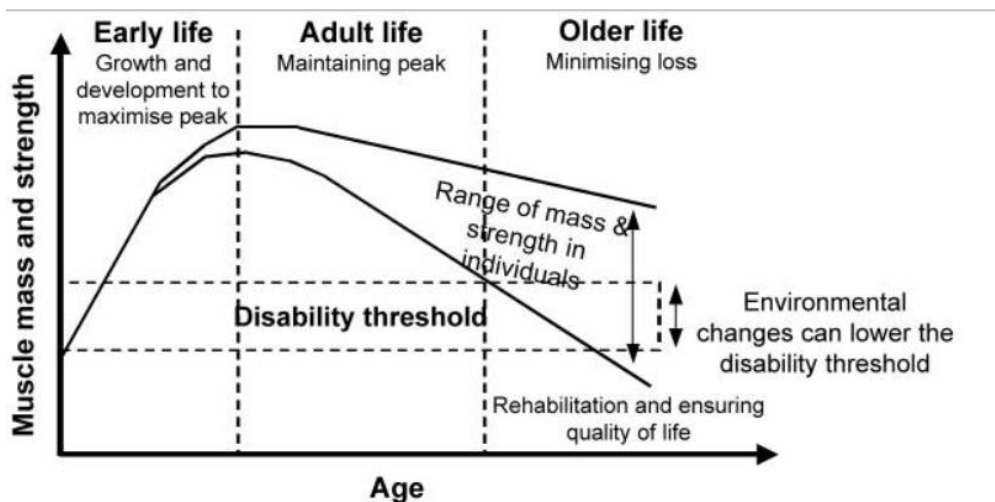 Early life
Growth and
development to
maximise peak
Adult life
Maintaining peak
Older life
Minimising loss
Muscle mass and strength
Range of mass &
strength in
individuals
Disability threshold
Environmental
changes can lower the
disability threshold
Rehabilitation and ensuring
quality of life
Age